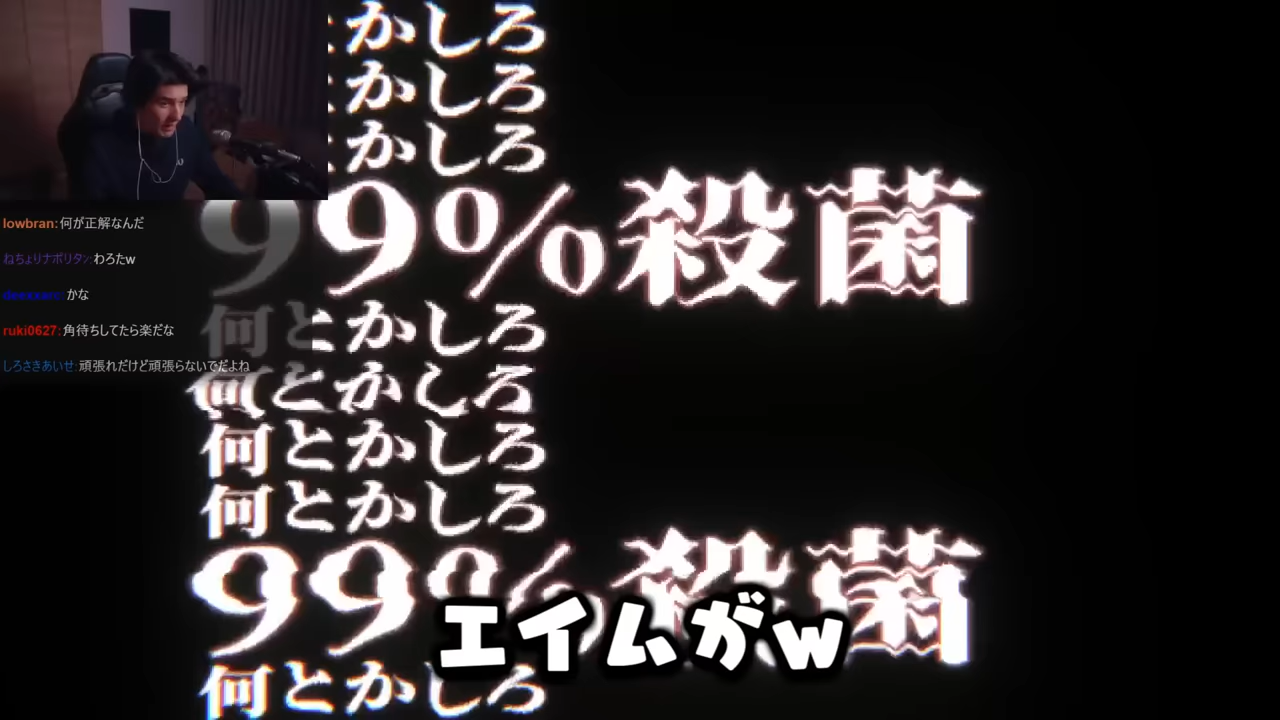 とかしろ
かしろ
かしろ
99%殺菌
何とかしろ
何とかしろ
何とかしろ
何とかしろ
99%殺菌
何とかしろ
lowbran:何が正解なんだ
ねちょりナポリタン:わろたw
かな
ruki0627:角待ちしてたら楽だな
しろさきあいせ:頑張れだけど頑張らないでだよね
エイムがw